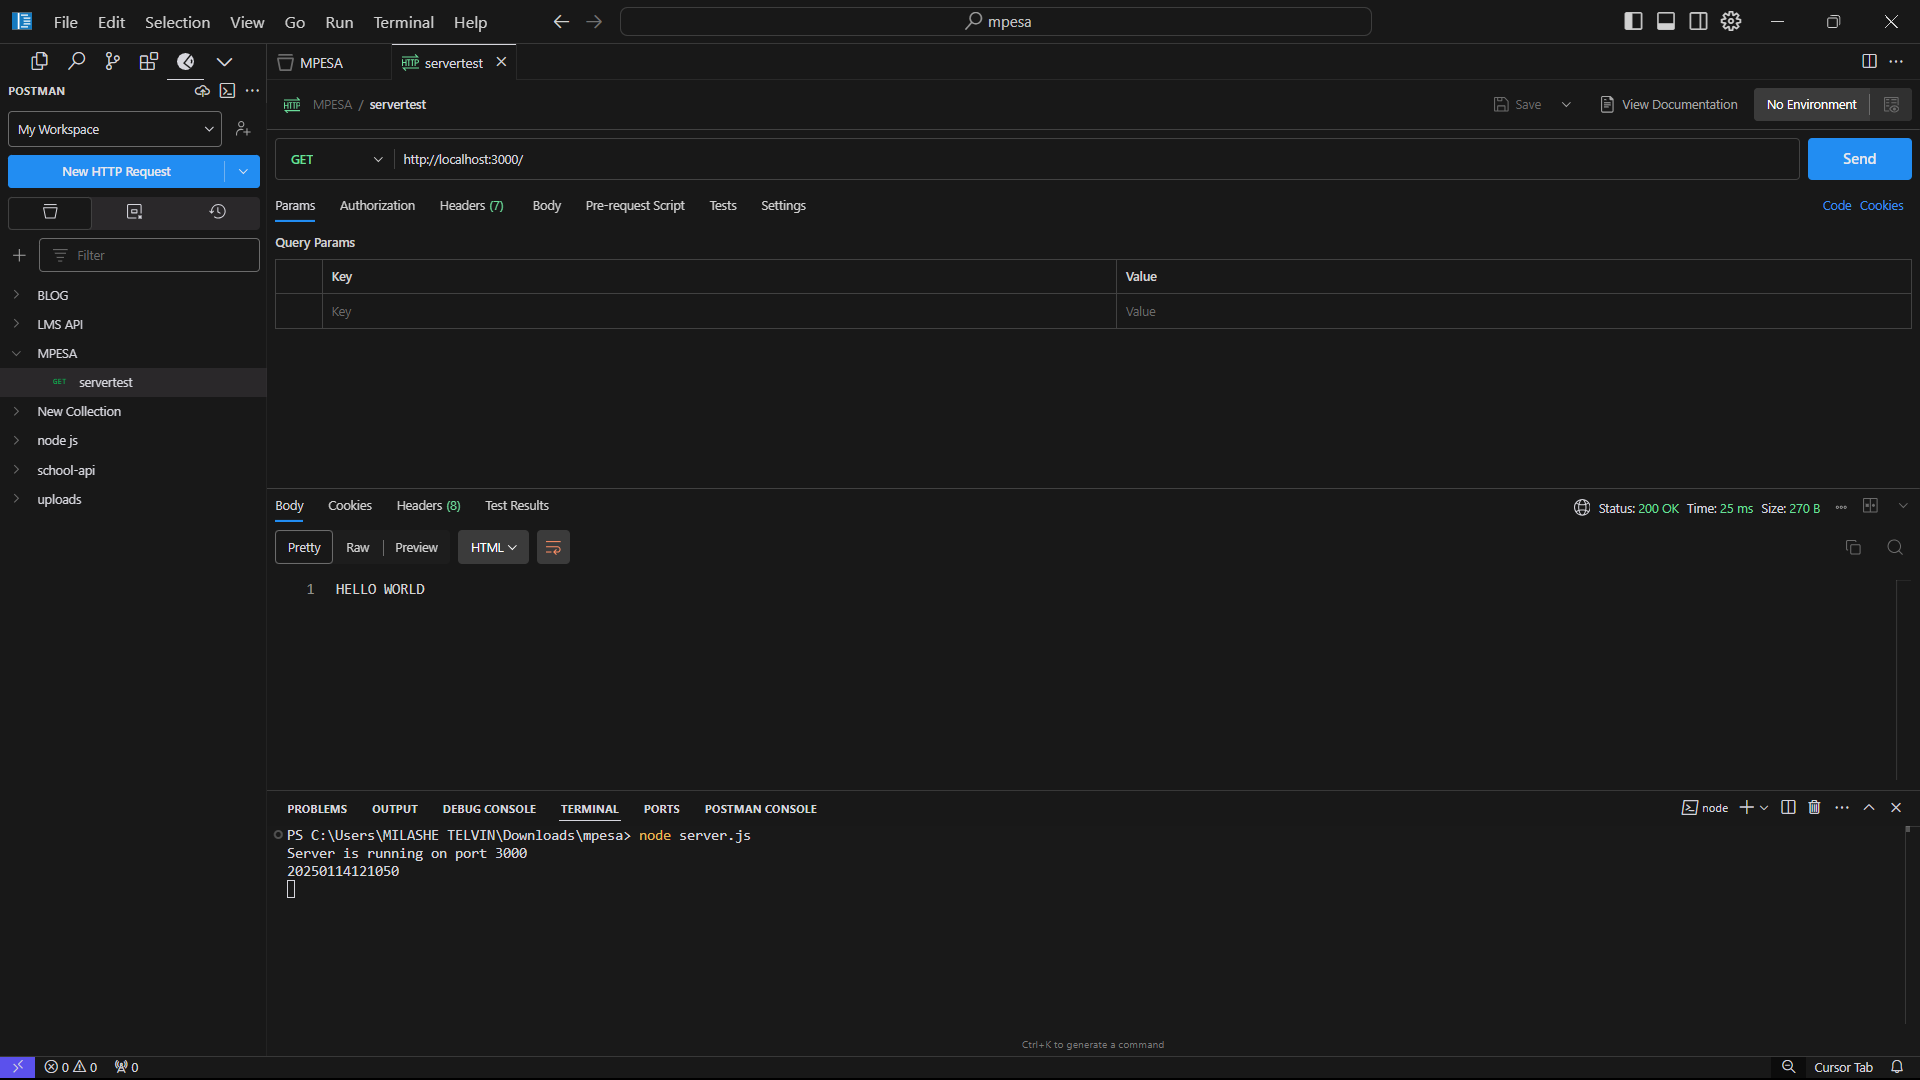 File Edit Selection View Go Run Terminal Help
mpesa
POSTMAN
My Workspace
New HTTP Request
Filter
BLOG
LMS API
MPESA
GET servertest
New Collection
node js
school-api
uploads
MPESA
HTTP servertest
HTTP MPESA / servertest
Save View Documentation No Environment
GET http://localhost:3000/ Send
Params Authorization Headers (7) Body Pre-request Script Tests Settings Code Cookies
Query Params
Key Value
Key Value
Body Cookies Headers (8) Test Results Status: 200 OK Time: 25 ms Size: 270 B
Pretty Raw Preview HTML
1 HELLO WORLD
PROBLEMS OUTPUT DEBUG CONSOLE TERMINAL PORTS POSTMAN CONSOLE node
PS C:\Users\MILASHE TELVIN\Downloads\mpesa> node server.js
Server is running on port 3000
20250114121050
Ctrl+K to generate a command
0 0 0 Cursor Tab